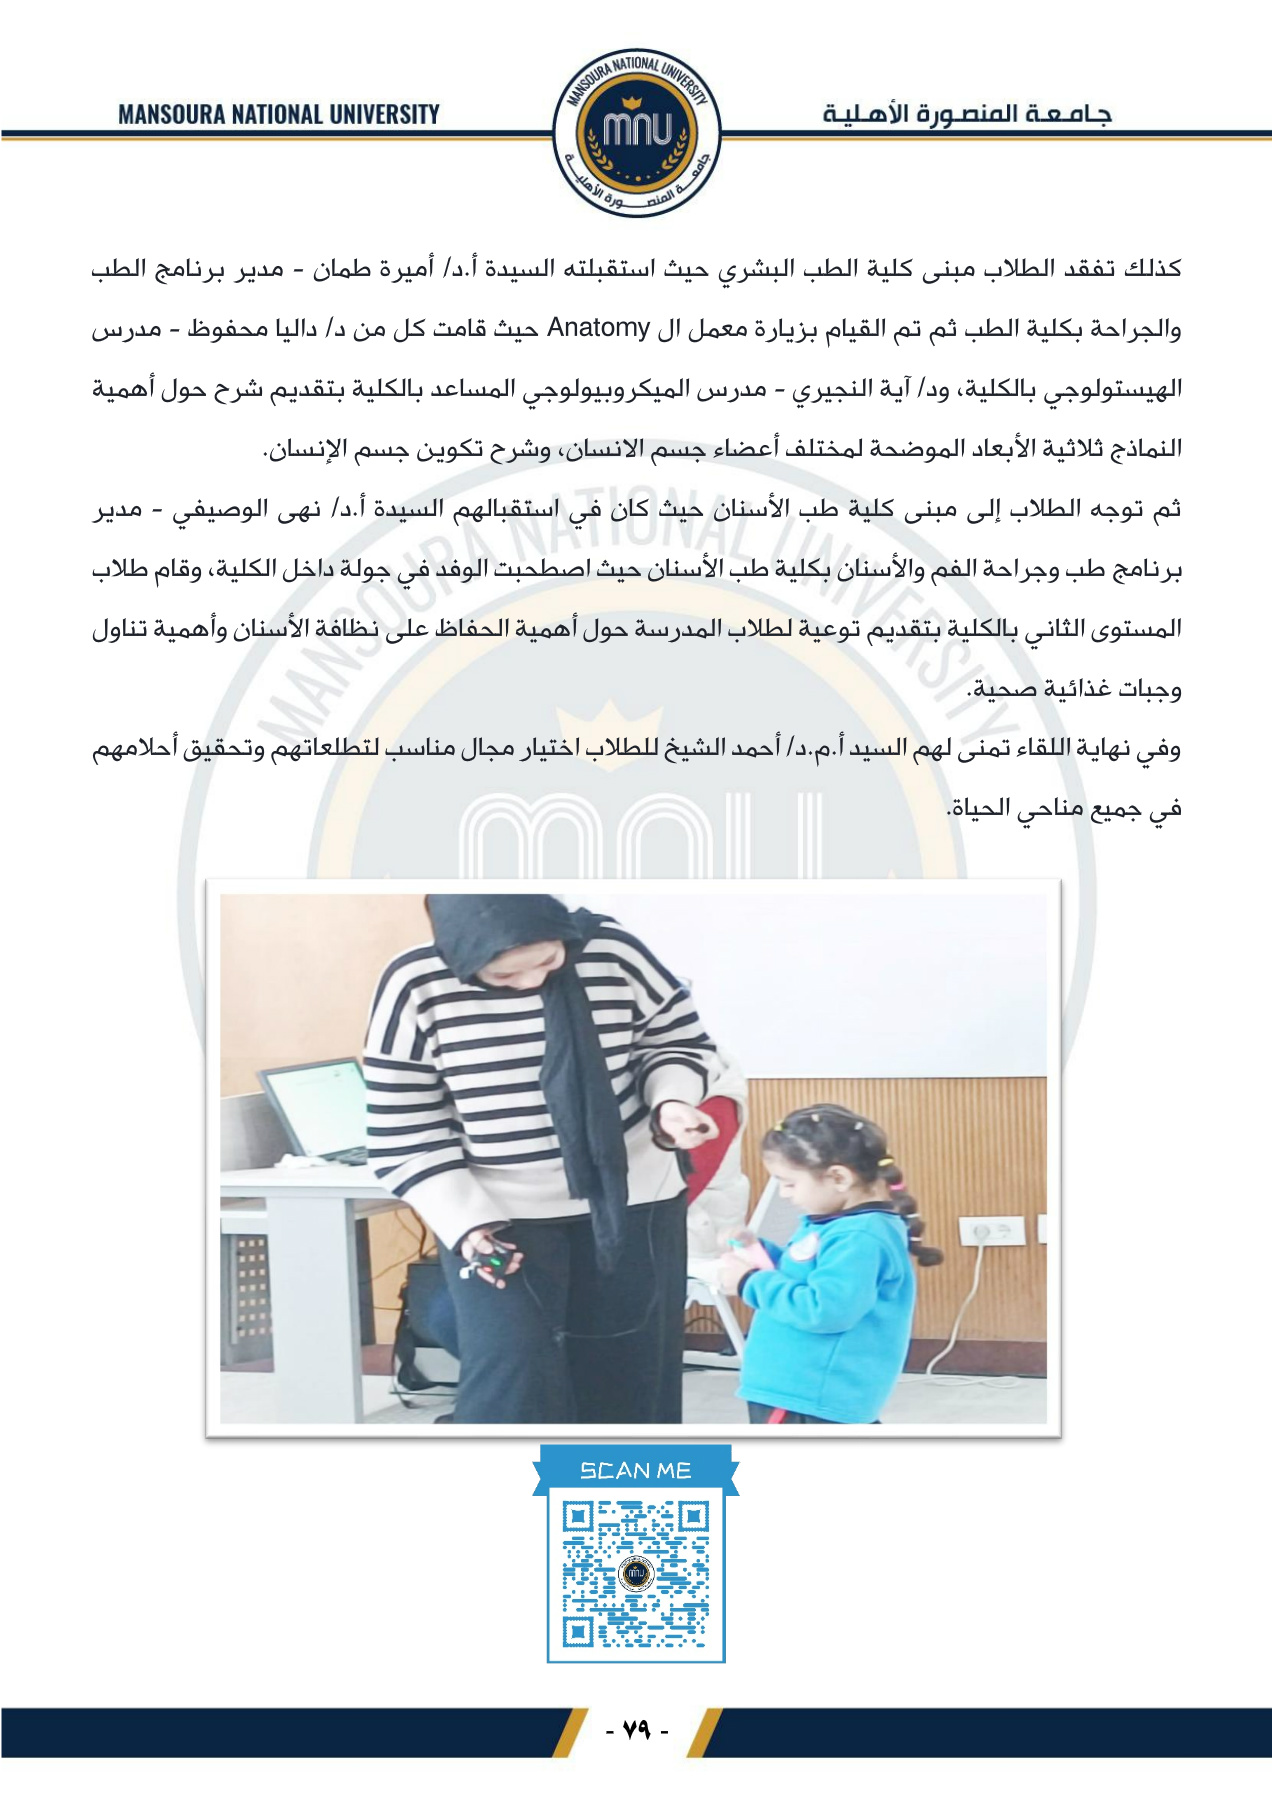 MANSOURA NATIONAL UNIVERSITY
جامعة المنصورة الأهلية
MANSOURA NATIONAL UNIVERSITY
mnu
جامعة المنصورة الأهلية
كذلك تفقد الطلاب مبنى كلية الطب البشري حيث استقبلته السيدة أ.د/ أميرة طمان - مدير برنامج الطب
والجراحة بكلية الطب ثم تم القيام بزيارة معمل ال Anatomy حيث قامت كل من د/ داليا محفوظ - مدرس
الهيستولوجي بالكلية، ود/ آية النجيري - مدرس الميكروبيولوجي المساعد بالكلية بتقديم شرح حول أهمية
النماذج ثلاثية الأبعاد الموضحة لمختلف أعضاء جسم الانسان، وشرح تكوين جسم الإنسان.
ثم توجه الطلاب إلى مبنى كلية طب الأسنان حيث كان في استقبالهم السيدة أ.د/ نهى الوصيفي - مدير
برنامج طب وجراحة الفم والأسنان بكلية طب الأسنان حيث اصطحبت الوفد في جولة داخل الكلية، وقام طلاب
المستوى الثاني بالكلية بتقديم توعية لطلاب المدرسة حول أهمية الحفاظ على نظافة الأسنان وأهمية تناول
وجبات غذائية صحية.
وفي نهاية اللقاء تمنى لهم السيد أ.م.د/ أحمد الشيخ للطلاب اختيار مجال مناسب لتطلعاتهم وتحقيق أحلامهم
في جميع مناحي الحياة.
MANSOURA NATIONAL UNIVERSITY
mnu
SCAN ME
mnu
- ٧٩ -